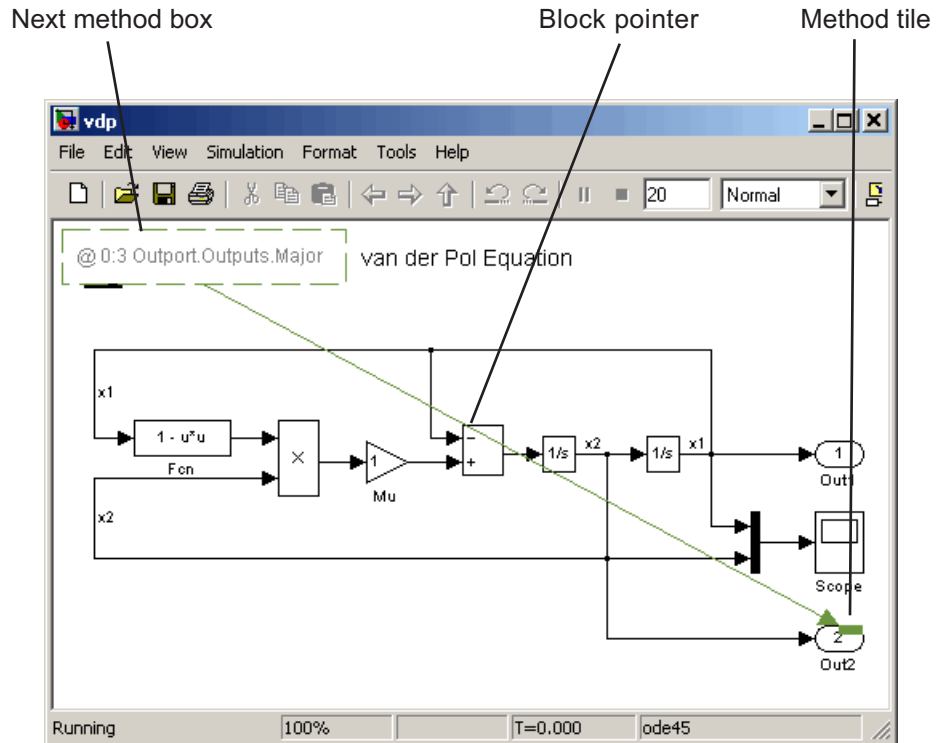 Next method box
Block pointer
Method tile
vdp
File Edit View Simulation Format Tools Help
20
Normal
@ 0:3 Outport.Outputs.Major
van der Pol Equation
x1
1 - u*u
Fcn
×
1
Mu
−
+
1/s
x2
1/s
x1
1
Out1
x2
Scope
2
Out2
Running
100%
T=0.000
ode45